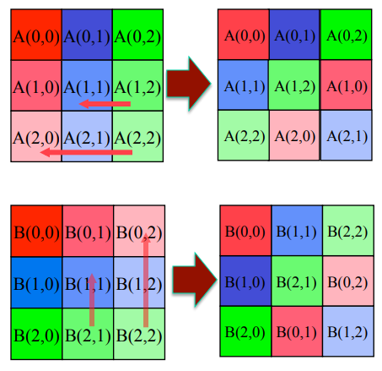 A(0,0) A(0,1) A(0,2) A(0,0) A(0,1) A(0,2)
A(1,0) A(1,1) A(1,2) A(1,1) A(1,2) A(1,0)
A(2,0) A(2,1) A(2,2) A(2,2) A(2,0) A(2,1)
B(0,0) B(0,1) B(0,2) B(0,0) B(1,1) B(2,2)
B(1,0) B(1,1) B(1,2) B(1,0) B(2,1) B(0,2)
B(2,0) B(2,1) B(2,2) B(2,0) B(0,1) B(1,2)